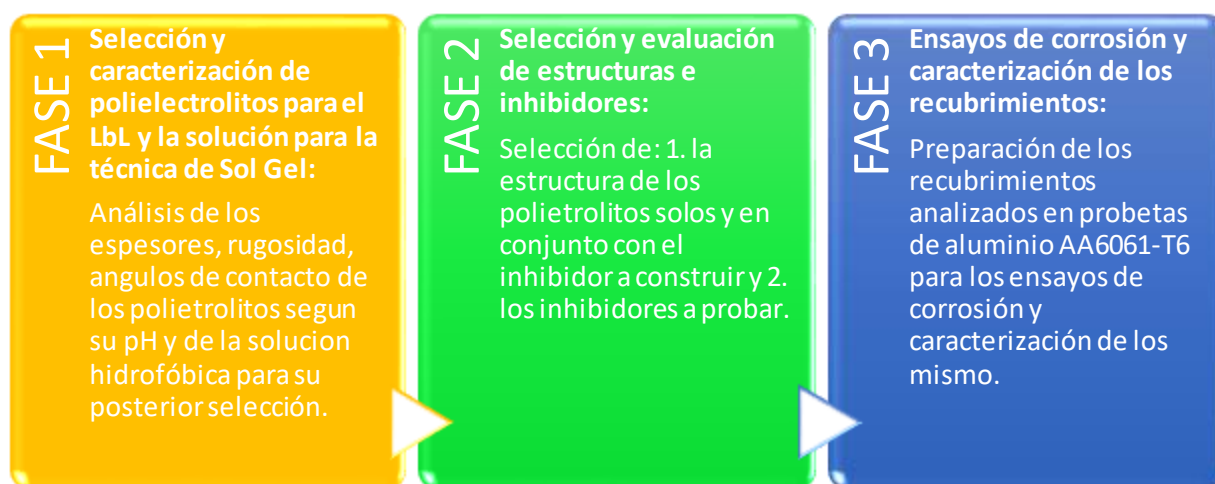 FASE 1
Selección y
caracterización de
polielectrolitos para el
LbL y la solución para la
técnica de Sol Gel:
Análisis de los
espesores, rugosidad,
angulos de contacto de
los polietrolitos segun
su pH y de la solucion
hidrofóbica para su
posterior selección.
FASE 2
Selección y evaluación
de estructuras e
inhibidores:
Selección de: 1. la
estructura de los
polietrolitos solos y en
conjunto con el
inhibidor a construir y 2.
los inhibidores a probar.
FASE 3
Ensayos de corrosión y
caracterización de los
recubrimientos:
Preparación de los
recubrimientos
analizados en probetas
de aluminio AA6061-T6
para los ensayos de
corrosión y
caracterización de los
mismo.